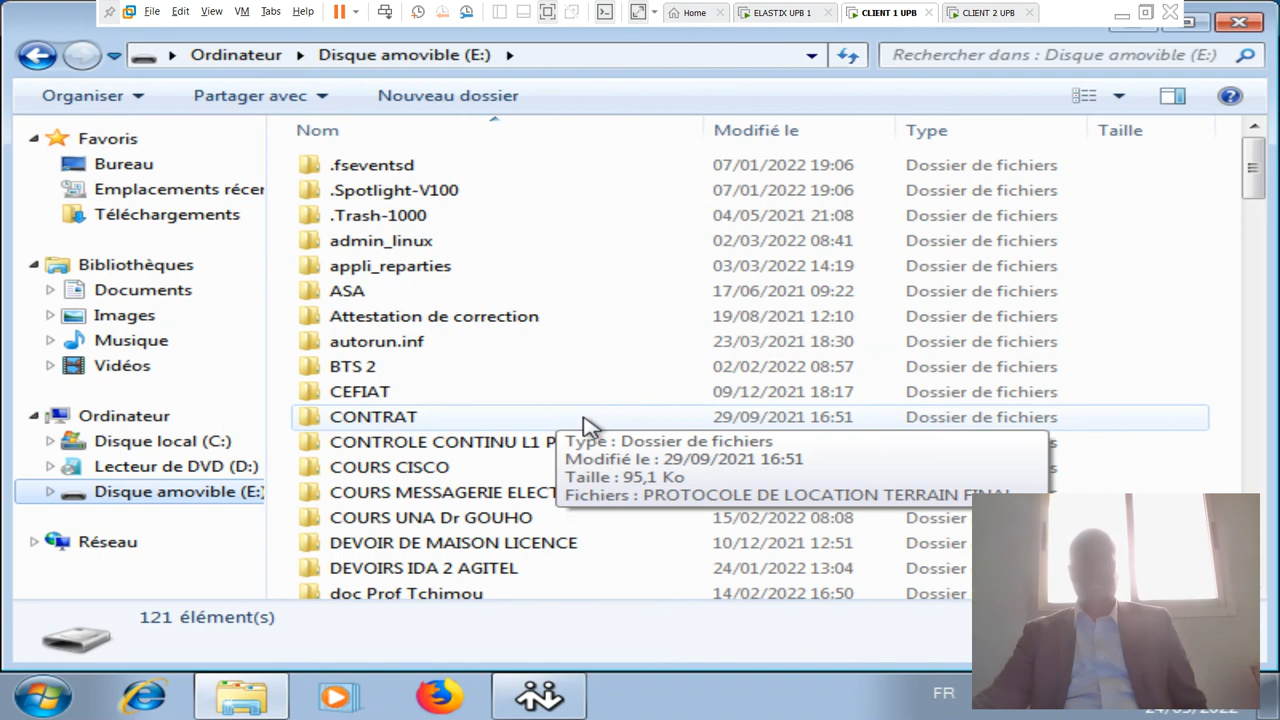 File Edit View VM Tabs Help Home ELASTIX UPB 1 CLIENT 1 UPB CLIENT 2 UPB
Ordinateur Disque amovible (E:) Rechercher dans : Disque amovible (E:)
Organiser Partager avec Nouveau dossier
Nom Modifié le Type Taille
Favoris
Bureau
Emplacements récer
Téléchargements
Bibliothèques
Documents
Images
Musique
Vidéos
Ordinateur
Disque local (C:)
Lecteur de DVD (D:)
Disque amovible (E:
Réseau
.fseventsd 07/01/2022 19:06 Dossier de fichiers
.Spotlight-V100 07/01/2022 19:06 Dossier de fichiers
.Trash-1000 04/05/2021 21:08 Dossier de fichiers
admin_linux 02/03/2022 08:41 Dossier de fichiers
appli_reparties 03/03/2022 14:19 Dossier de fichiers
ASA 17/06/2021 09:22 Dossier de fichiers
Attestation de correction 19/08/2021 12:10 Dossier de fichiers
autorun.inf 23/03/2021 18:30 Dossier de fichiers
BTS 2 02/02/2022 08:57 Dossier de fichiers
CEFIAT 09/12/2021 18:17 Dossier de fichiers
CONTRAT 29/09/2021 16:51 Dossier de fichiers
CONTROLE CONTINU L1 P
COURS CISCO
COURS MESSAGERIE ELECT
COURS UNA Dr GOUHO 15/02/2022 08:08 Dossier
DEVOIR DE MAISON LICENCE 10/12/2021 12:51 Dossier
DEVOIRS IDA 2 AGITEL 24/01/2022 13:04 Dossier
doc Prof Tchimou 14/02/2022 16:50 Dossier
Type : Dossier de fichiers
Modifié le : 29/09/2021 16:51
Taille : 95,1 Ko
Fichiers : PROTOCOLE DE LOCATION TERRAIN FINAL
121 élément(s)
FR